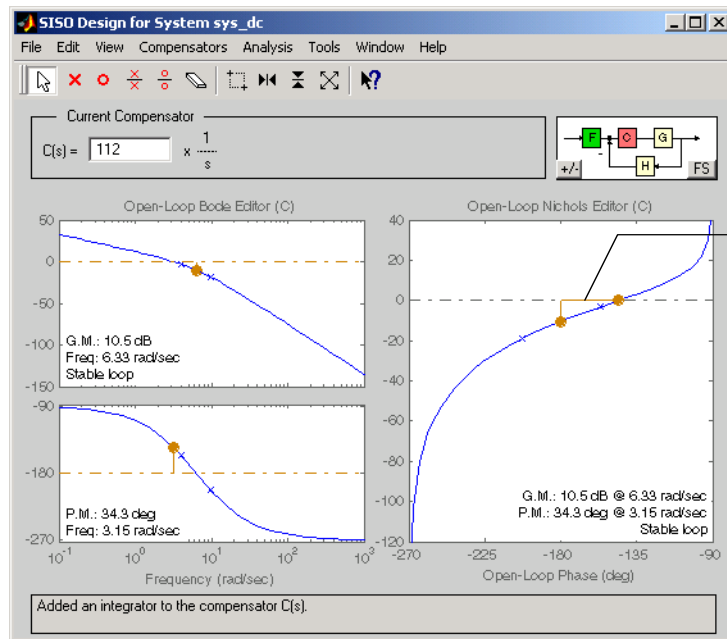 SISO Design for System sys_dc
File Edit View Compensators Analysis Tools Window Help
Current Compensator
C(s) = 112 x 1
s
F C G
H
+/- FS
Open-Loop Bode Editor (C)
50
0
-50
-100
-150
G.M.: 10.5 dB
Freq: 6.33 rad/sec
Stable loop
-90
-180
-270
P.M.: 34.3 deg
Freq: 3.15 rad/sec
10^-1 10^0 10^1 10^2 10^3
Frequency (rad/sec)
Open-Loop Nichols Editor (C)
40
20
0
-20
-40
-60
-80
-100
-120
G.M.: 10.5 dB @ 6.33 rad/sec
P.M.: 34.3 deg @ 3.15 rad/sec
Stable loop
-270 -225 -180 -135 -90
Open-Loop Phase (deg)
Added an integrator to the compensator C(s).